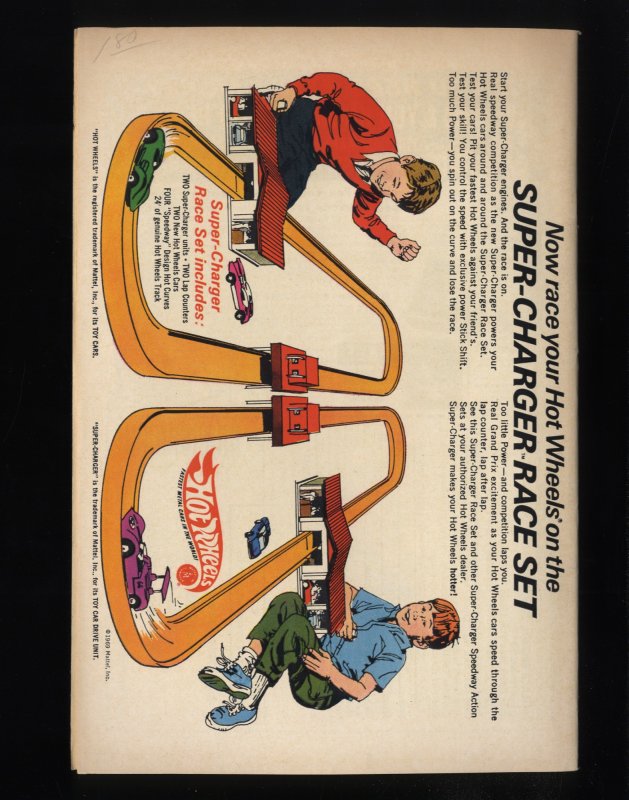 Now race your Hot Wheels® on the
SUPER-CHARGER™ RACE SET
Start your Super-Charger engines. And the race is on.
Real speedway competition as the new Super-Charger powers your
Hot Wheels cars around and around the Super-Charger Race Set.
Test your cars! Pit your fastest Hot Wheels against your friend's.
Test your skill! You control the speed with exclusive power Stick Shift.
Too much Power—you spin out on the curve and lose the race.
Too little Power—and competition laps you.
Real Grand Prix excitement as your Hot Wheels cars speed through the
lap counter, lap after lap.
See this Super-Charger Race Set and other Super-Charger Speedway Action
Sets at your authorized Hot Wheels dealer.
Super-Charger makes your Hot Wheels hotter!
Super-Charger
Race Set includes:
TWO Super-Charger units • TWO Lap Counters
TWO New Hot Wheels Cars
FOUR "Speedway" Design Hot Curves
24' of genuine Hot Wheels Track
HOT WHEELS
FASTEST METAL CARS IN THE WORLD!
©1969 Mattel, Inc.
"HOT WHEELS" is the registered trademark of Mattel, Inc., for its TOY CARS.
"SUPER-CHARGER" is the trademark of Mattel, Inc., for its TOY CAR DRIVE UNIT.